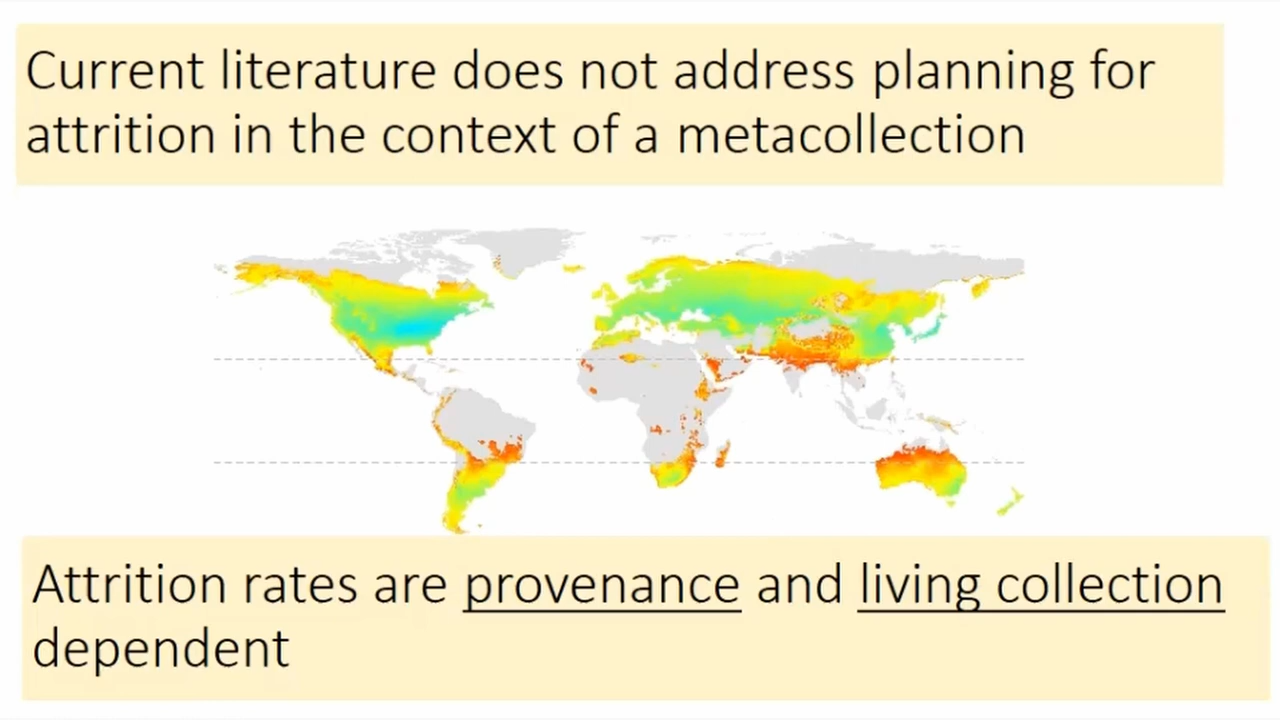 Current literature does not address planning for
attrition in the context of a metacollection
Attrition rates are provenance and living collection
dependent